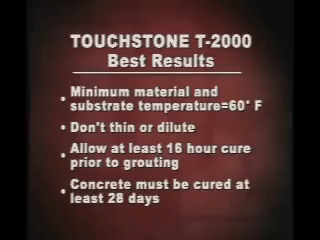 TOUCHSTONE T-2000
Best Results
• Minimum material and
substrate temperature=60° F
• Don't thin or dilute
• Allow at least 16 hour cure
prior to grouting
• Concrete must be cured at
least 28 days